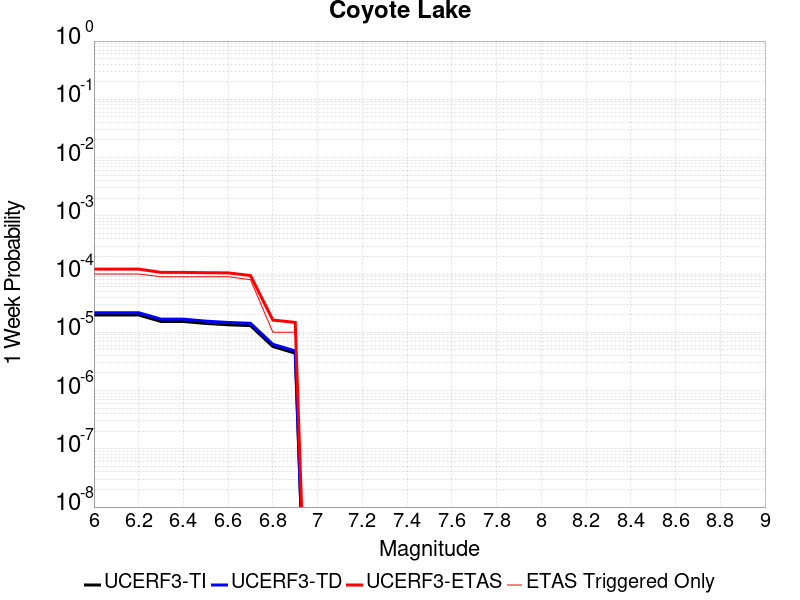 Coyote Lake
10^0
10^-1
10^-2
10^-3
10^-4
10^-5
10^-6
10^-7
10^-8
1 Week Probability
6 6.2 6.4 6.6 6.8 7 7.2 7.4 7.6 7.8 8 8.2 8.4 8.6 8.8 9
Magnitude
UCERF3-TI UCERF3-TD UCERF3-ETAS ETAS Triggered Only